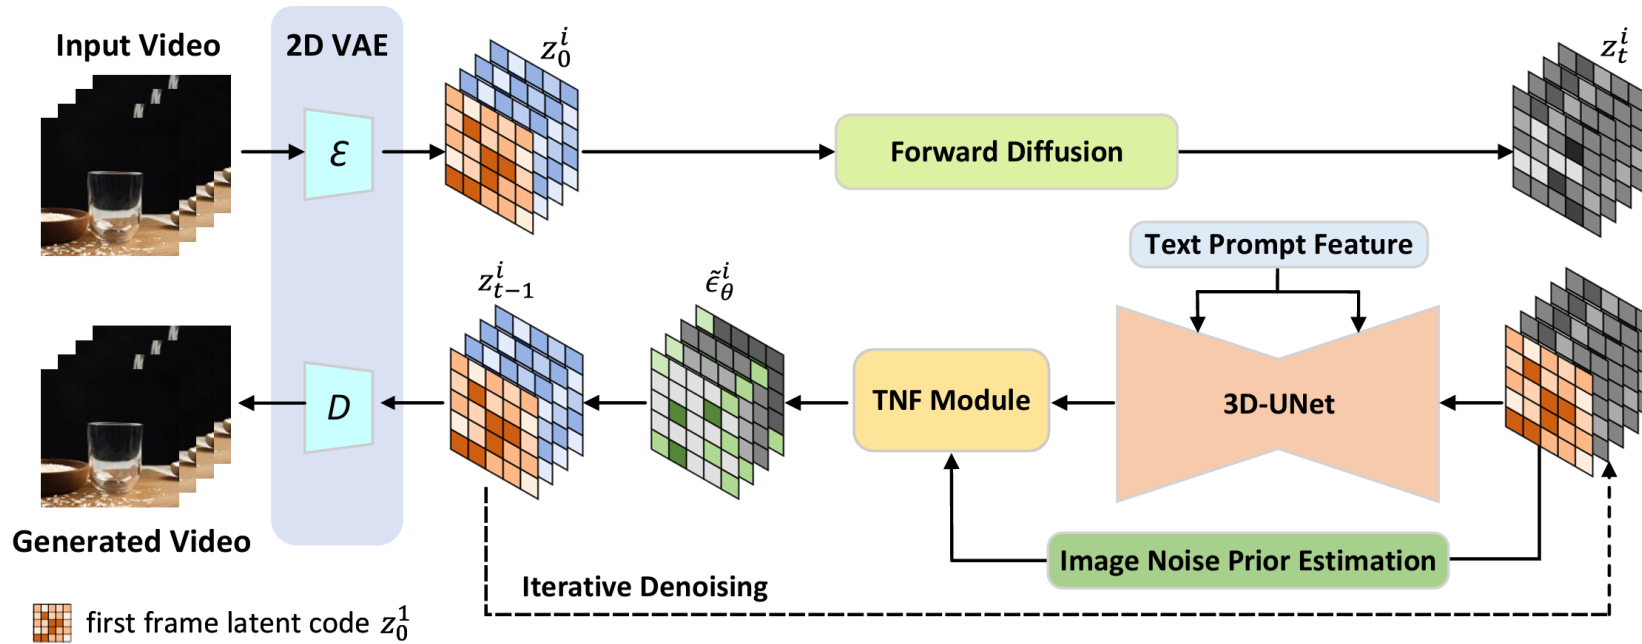 Input Video
2D VAE
z_0^i
z_t^i
ℰ
Forward Diffusion
Text Prompt Feature
z_{t−1}^i
ϵ̃_θ^i
D
TNF Module
3D-UNet
Generated Video
Image Noise Prior Estimation
Iterative Denoising
first frame latent code z_0^1